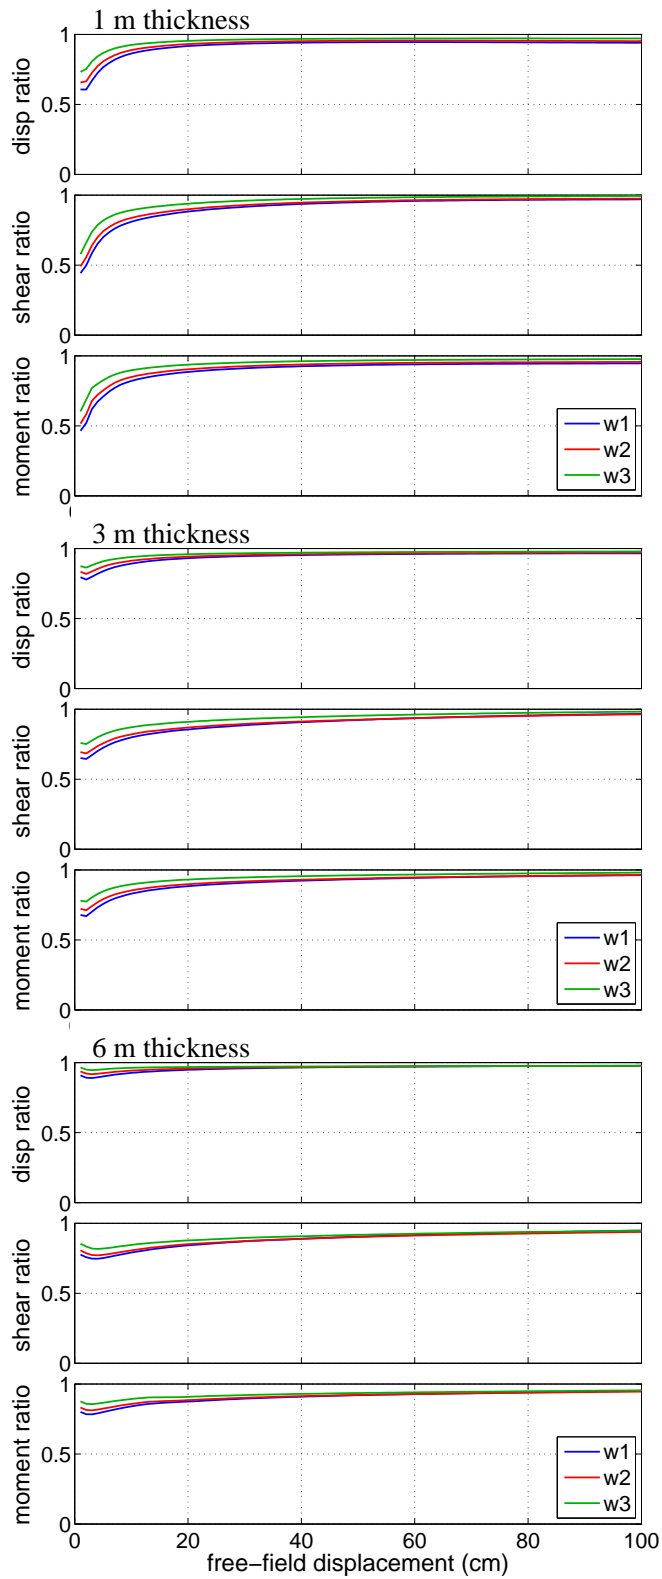 1 m thickness
1
0.5
0
disp ratio
1
0.5
0
shear ratio
1
0.5
0
moment ratio
w1
w2
w3
3 m thickness
1
0.5
0
disp ratio
1
0.5
0
shear ratio
1
0.5
0
moment ratio
w1
w2
w3
6 m thickness
1
0.5
0
disp ratio
1
0.5
0
shear ratio
1
0.5
0
moment ratio
w1
w2
w3
0 20 40 60 80 100
free−field displacement (cm)